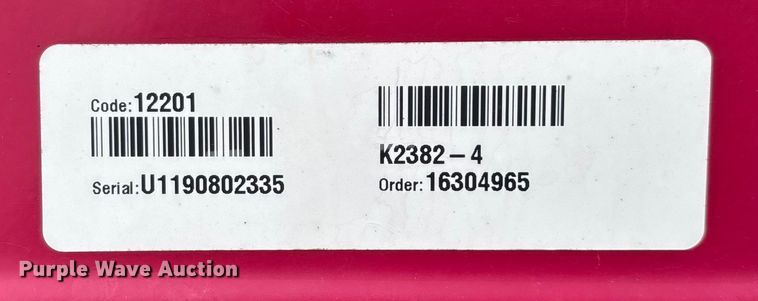 Code:12201
Serial:U1190802335
K2382-4
Order:16304965
Purple Wave Auction